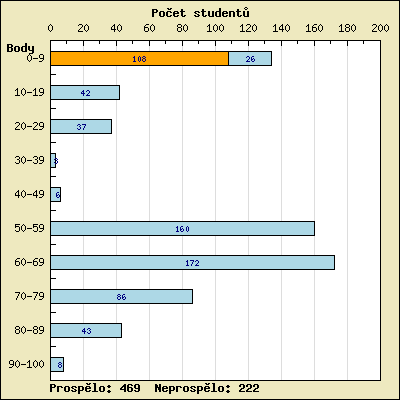 Počet studentů
0 20 40 60 80 100 120 140 160 180 200
Body
0-9 108 26
10-19 42
20-29 37
30-39 3
40-49 6
50-59 160
60-69 172
70-79 86
80-89 43
90-100 8
Prospělo: 469 Neprospělo: 222